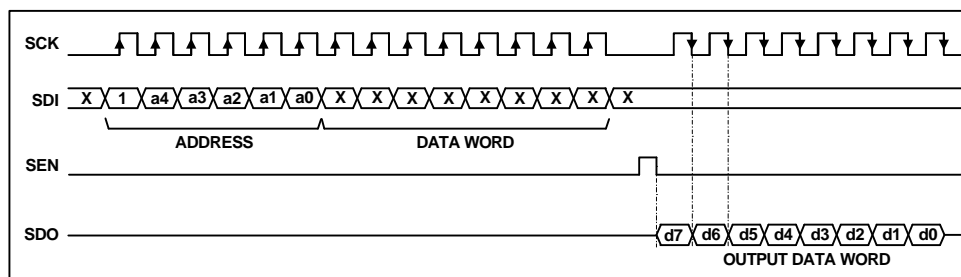 SCK
SDI X 1 a4 a3 a2 a1 a0 X X X X X X X X X
ADDRESS DATA WORD
SEN
SDO d7 d6 d5 d4 d3 d2 d1 d0
OUTPUT DATA WORD